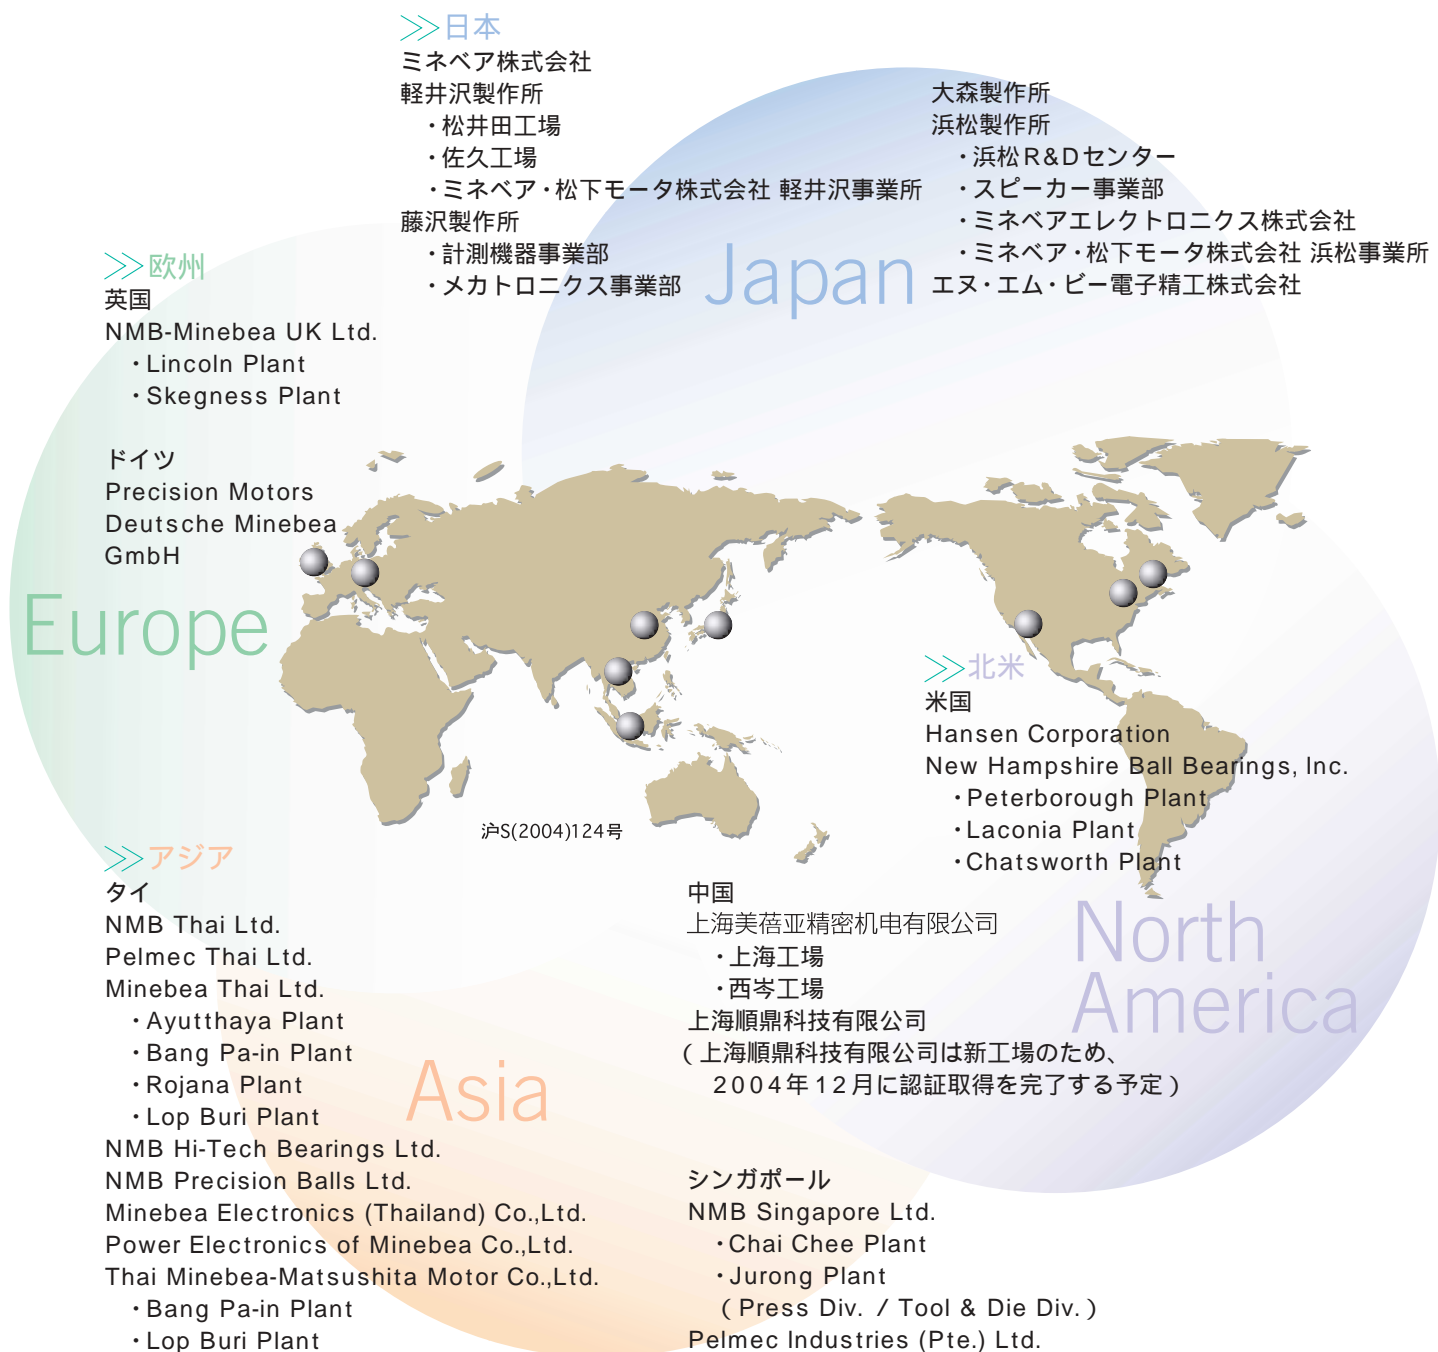 ≫日本
ミネベア株式会社
軽井沢製作所
・松井田工場
・佐久工場
・ミネベア・松下モータ株式会社 軽井沢事業所
藤沢製作所
・計測機器事業部
・メカトロニクス事業部
大森製作所
浜松製作所
・浜松R&Dセンター
・スピーカー事業部
・ミネベアエレクトロニクス株式会社
・ミネベア・松下モータ株式会社 浜松事業所
エヌ・エム・ビー電子精工株式会社
Japan
≫欧州
英国
NMB-Minebea UK Ltd.
・Lincoln Plant
・Skegness Plant
ドイツ
Precision Motors
Deutsche Minebea
GmbH
Europe
≫北米
米国
Hansen Corporation
New Hampshire Ball Bearings, Inc.
・Peterborough Plant
・Laconia Plant
・Chatsworth Plant
North
America
沪S(2004)124号
≫アジア
タイ
NMB Thai Ltd.
Pelmec Thai Ltd.
Minebea Thai Ltd.
・Ayutthaya Plant
・Bang Pa-in Plant
・Rojana Plant
・Lop Buri Plant
NMB Hi-Tech Bearings Ltd.
NMB Precision Balls Ltd.
Minebea Electronics (Thailand) Co.,Ltd.
Power Electronics of Minebea Co.,Ltd.
Thai Minebea-Matsushita Motor Co.,Ltd.
・Bang Pa-in Plant
・Lop Buri Plant
Asia
中国
上海美蓓亚精密机电有限公司
・上海工場
・西岑工場
上海順鼎科技有限公司
(上海順鼎科技有限公司は新工場のため、
2004年12月に認証取得を完了する予定)
シンガポール
NMB Singapore Ltd.
・Chai Chee Plant
・Jurong Plant
(Press Div. / Tool & Die Div.)
Pelmec Industries (Pte.) Ltd.